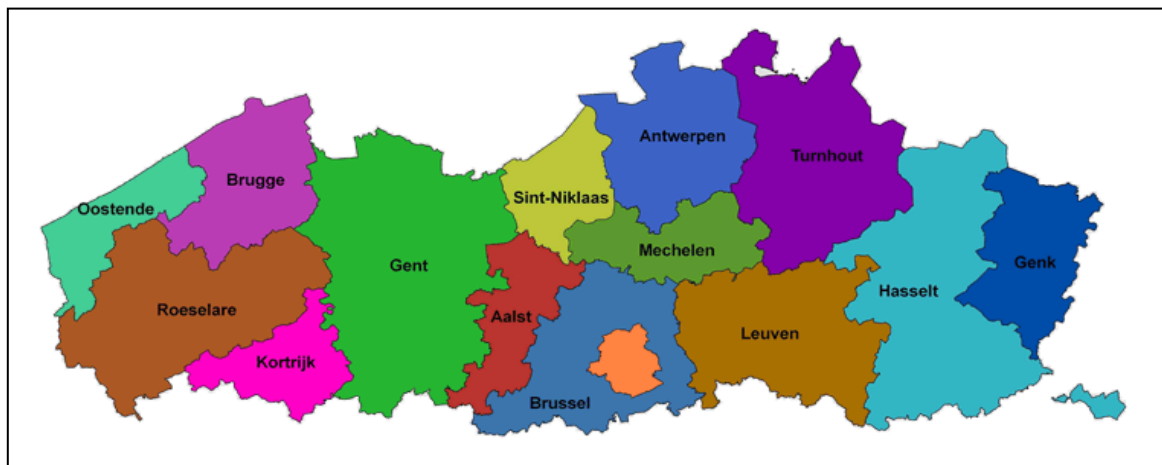 Antwerpen
Turnhout
Brugge
Sint-Niklaas
Oostende
Mechelen
Gent
Genk
Hasselt
Roeselare
Aalst
Leuven
Kortrijk
Brussel